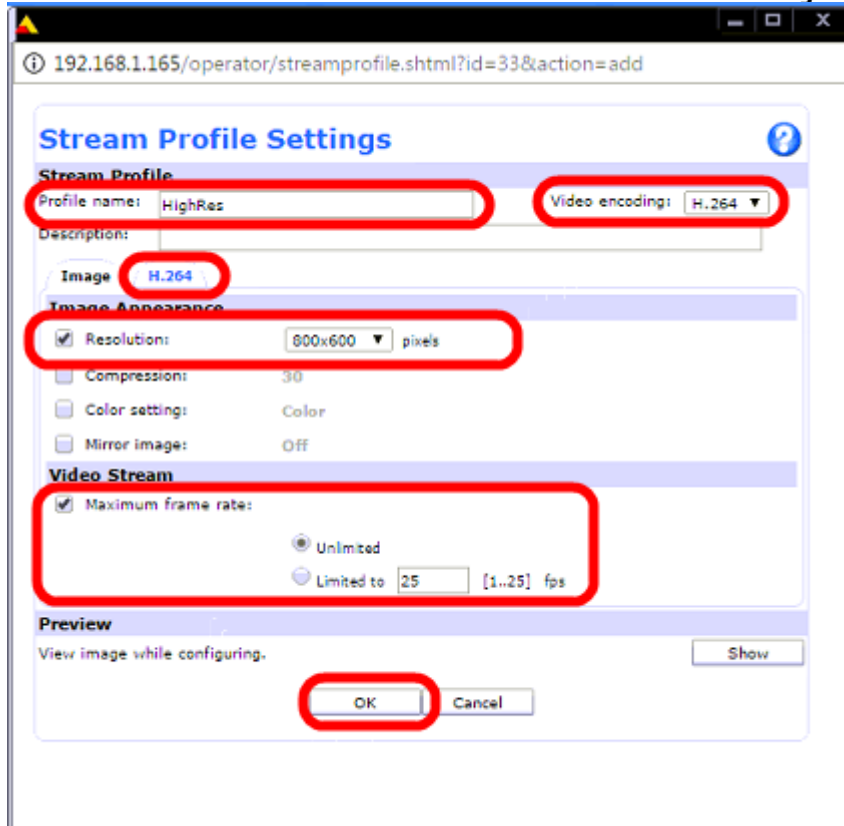 192.168.1.165/operator/streamprofile.shtml?id=33&action=add
Stream Profile Settings
Stream Profile
Profile name: HighRes Video encoding: H.264
Description:
Image H.264
Image Appearance
Resolution: 800x600 pixels
Compression: 30
Color setting: Color
Mirror image: Off
Video Stream
Maximum frame rate:
Unlimited
Limited to 25 [1..25] fps
Preview
View image while configuring. Show
OK Cancel